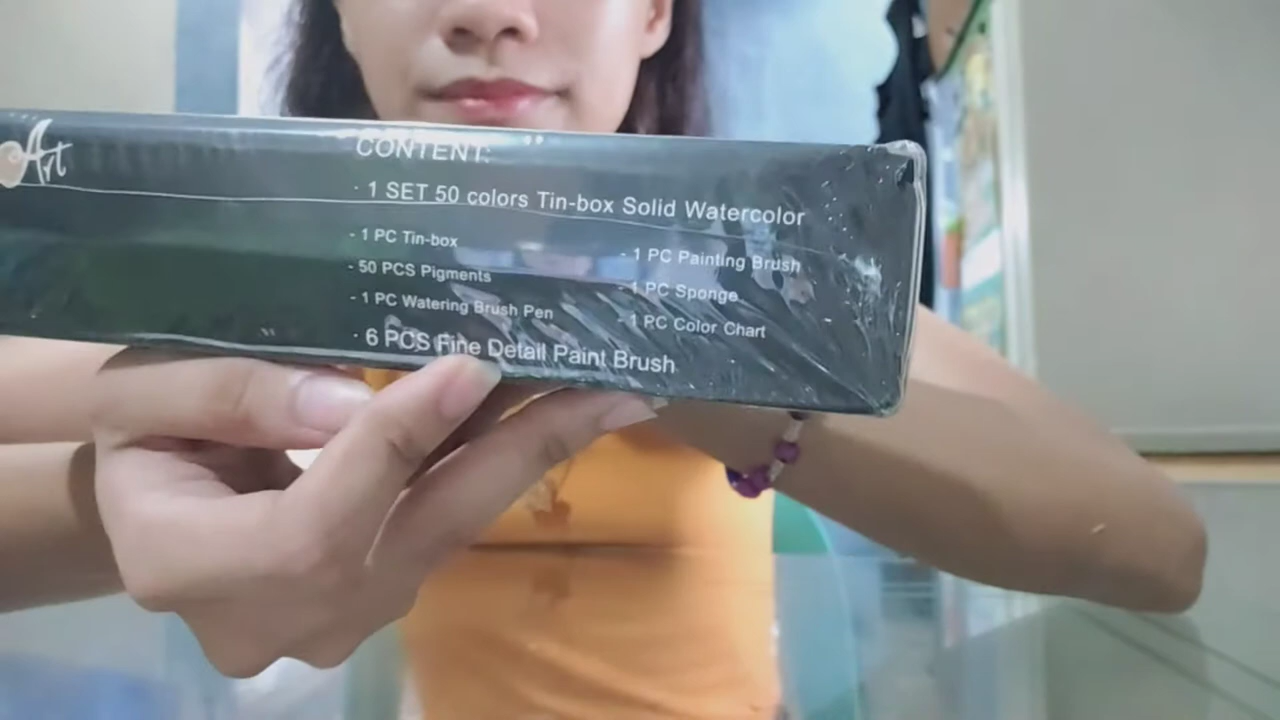 Art
CONTENT:
· 1 SET 50 colors Tin-box Solid Watercolor
- 1 PC Tin-box
- 50 PCS Pigments
- 1 PC Watering Brush Pen
- 1 PC Painting Brush
- 1 PC Sponge
- 1 PC Color Chart
· 6 PCS Fine Detail Paint Brush